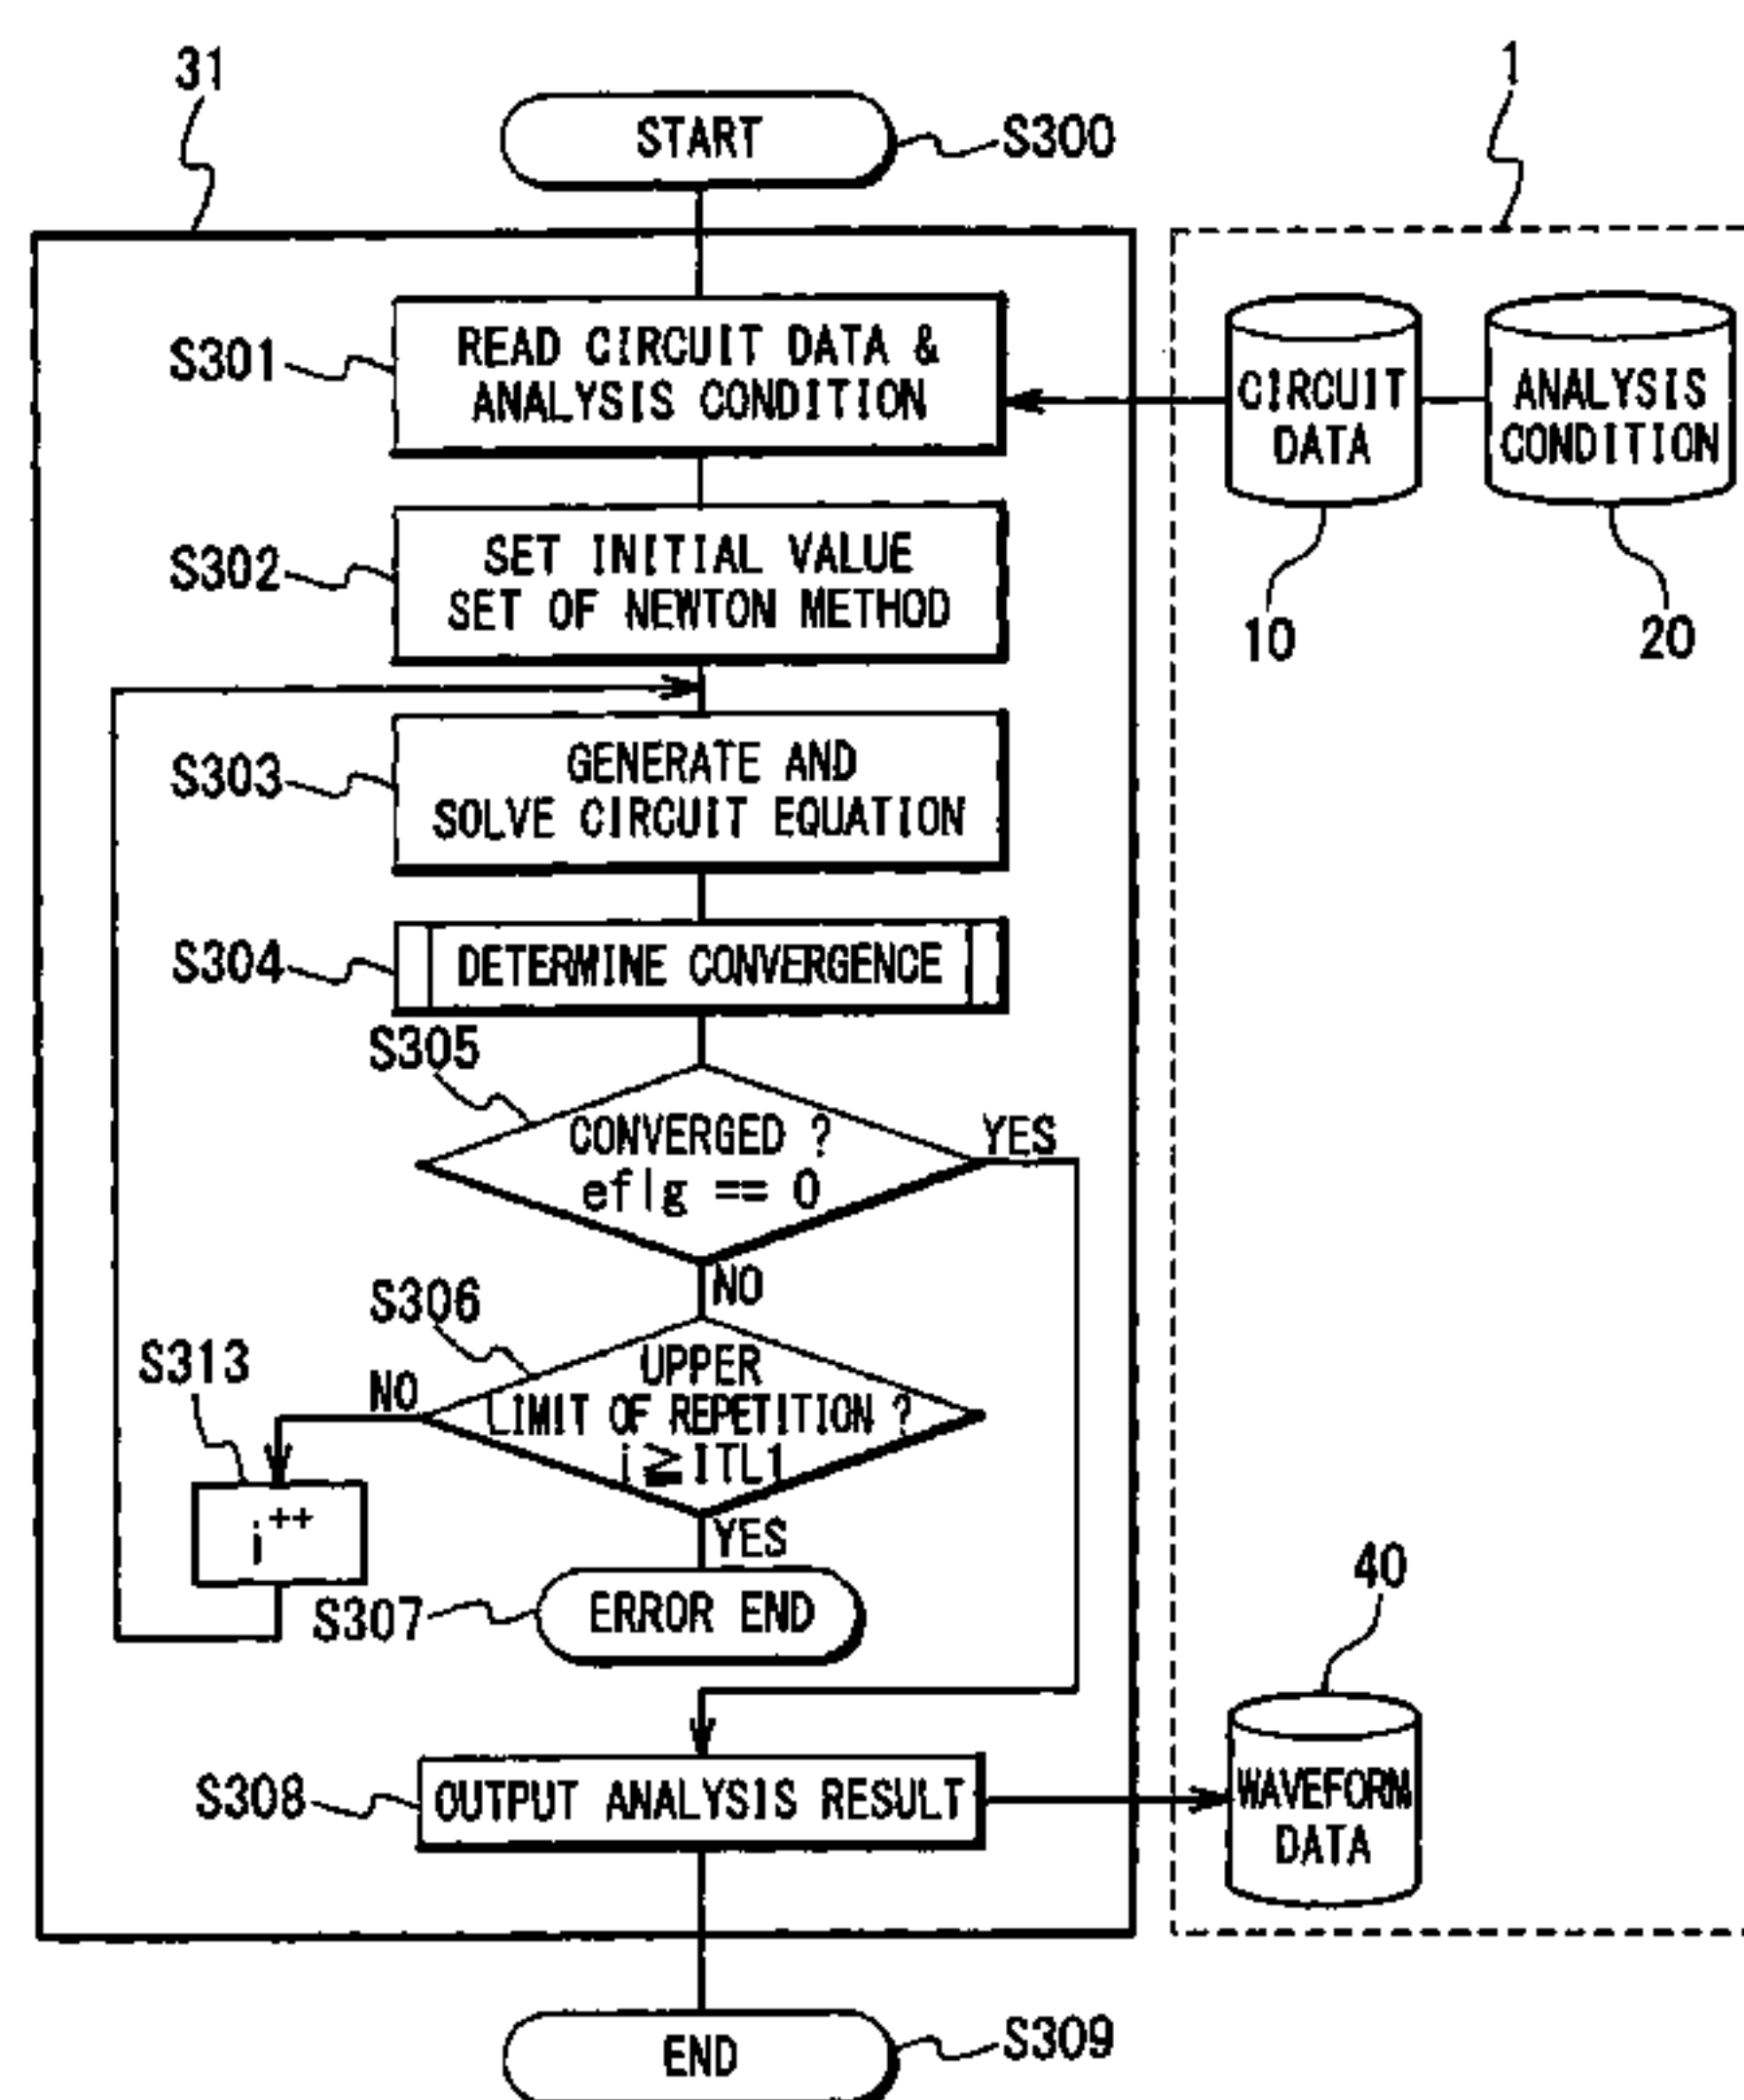 31
1
START
S300
S301
READ CIRCUIT DATA &
ANALYSIS CONDITION
CIRCUIT
DATA
ANALYSIS
CONDITION
10
20
S302
SET INITIAL VALUE
SET OF NEWTON METHOD
S303
GENERATE AND
SOLVE CIRCUIT EQUATION
S304
DETERMINE CONVERGENCE
S305
CONVERGED ?
eflg == 0
YES
NO
S306
UPPER
LIMIT OF REPETITION ?
i≧ITL1
NO
S313
i++
YES
S307
ERROR END
40
S308
OUTPUT ANALYSIS RESULT
WAVEFORM
DATA
END
S309